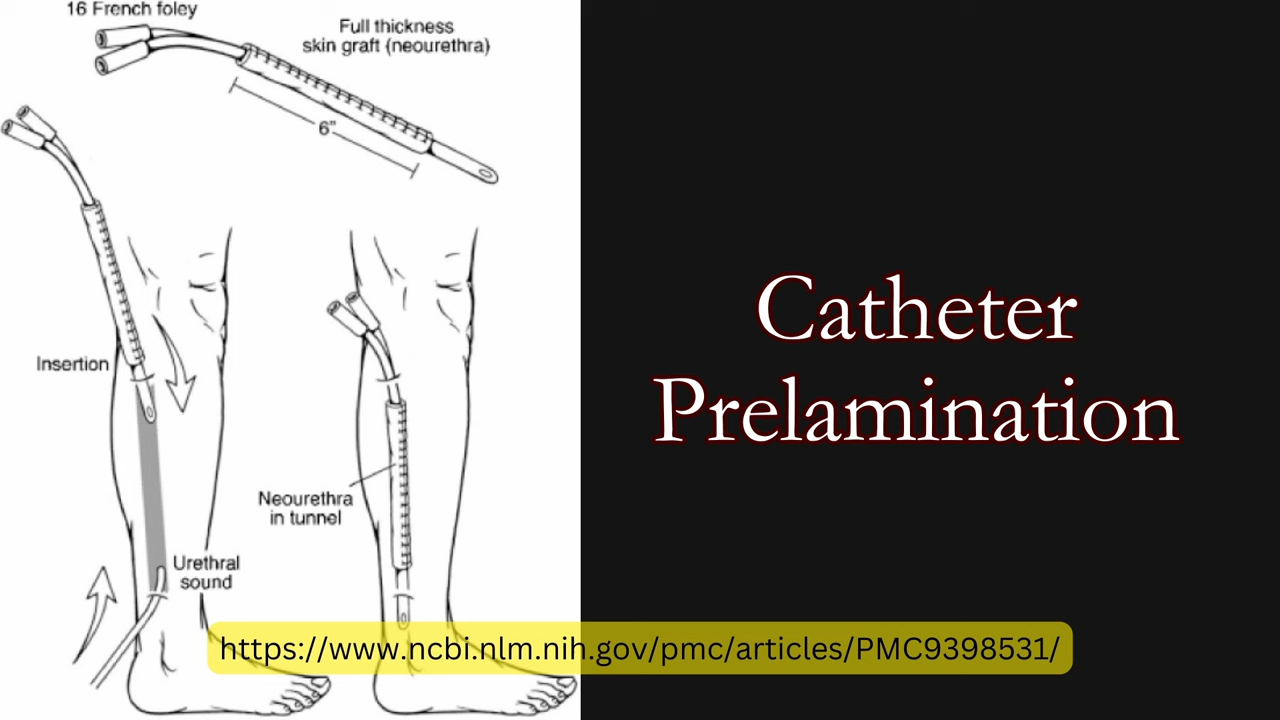 16 French foley
Full thickness
skin graft (neourethra)
6"
Insertion
Neourethra
in tunnel
Urethral
sound
Catheter
Prelamination
https://www.ncbi.nlm.nih.gov/pmc/articles/PMC9398531/